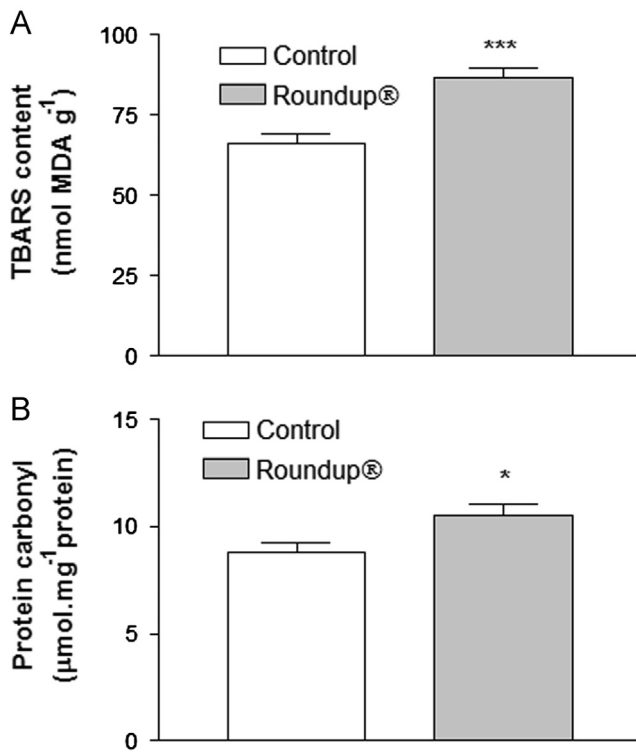 A
TBARS content
(nmol MDA g⁻¹)
100
75
50
25
0
Control
Roundup®
***
B
Protein carbonyl
(μmol.mg⁻¹protein)
15
10
5
0
Control
Roundup®
*